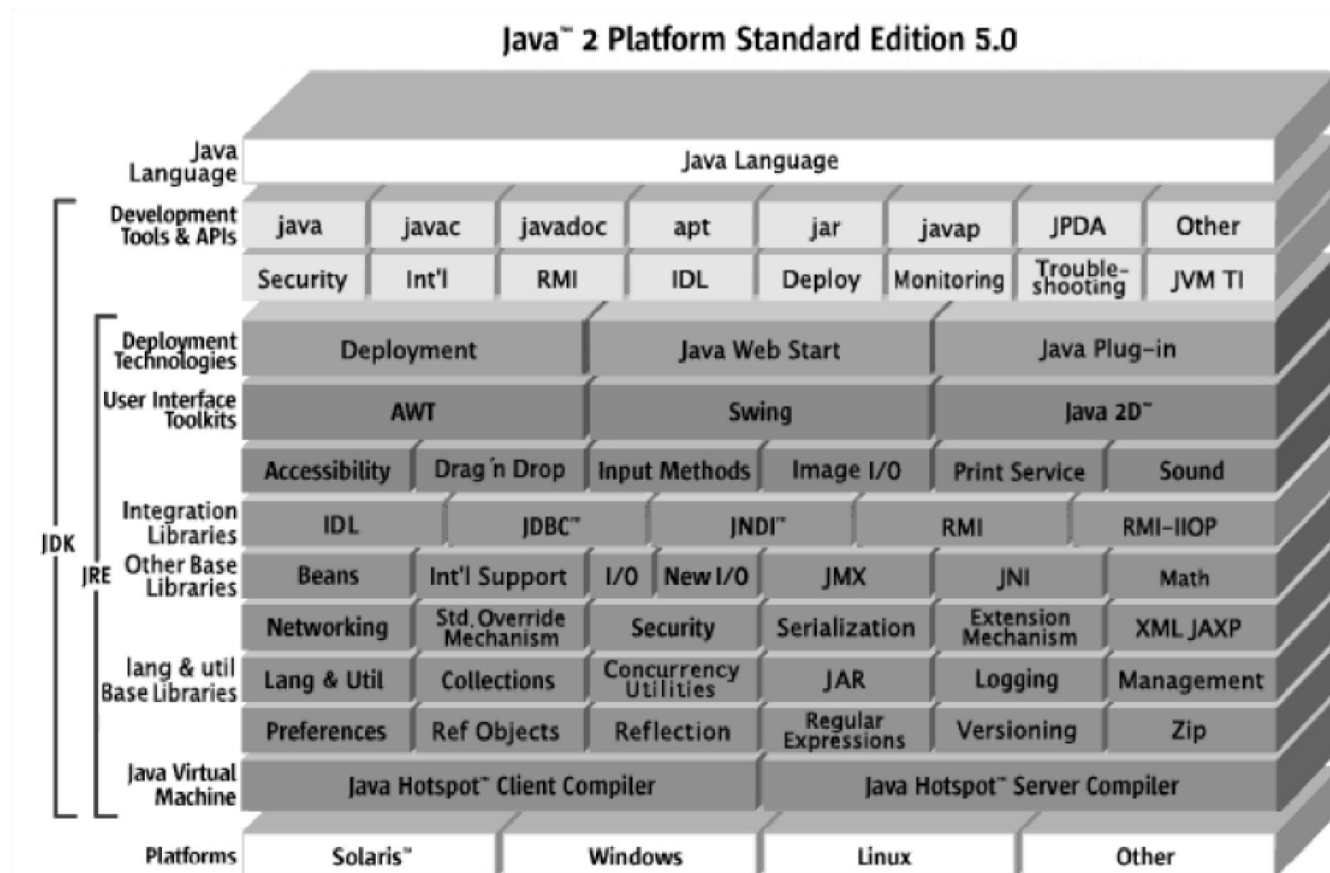 Java™ 2 Platform Standard Edition 5.0
Java
Language
Java Language
Development
Tools & APIs
java javac javadoc apt jar javap JPDA Other
Security Int'l RMI IDL Deploy Monitoring Trouble-
shooting JVM TI
Deployment
Technologies
Deployment Java Web Start Java Plug-in
User Interface
Toolkits
AWT Swing Java 2D™
Accessibility Drag 'n Drop Input Methods Image I/O Print Service Sound
Integration
Libraries
IDL JDBC™ JNDI™ RMI RMI-IIOP
JDK
JRE
Other Base
Libraries
Beans Int'l Support I/O New I/O JMX JNI Math
Networking Std. Override
Mechanism Security Serialization Extension
Mechanism XML JAXP
lang & util
Base Libraries
Lang & Util Collections Concurrency
Utilities JAR Logging Management
Preferences Ref Objects Reflection Regular
Expressions Versioning Zip
Java Virtual
Machine
Java Hotspot™ Client Compiler Java Hotspot™ Server Compiler
Platforms
Solaris™ Windows Linux Other